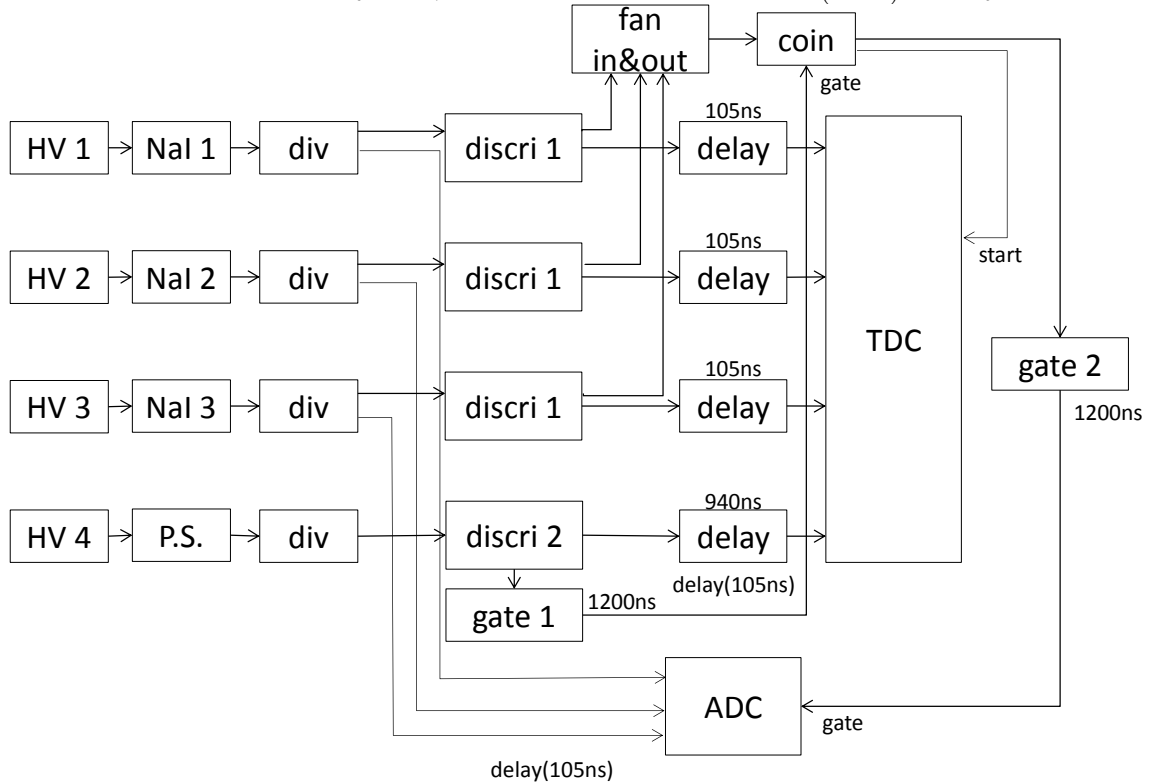 fan
in&out
coin
gate
105ns
HV 1
NaI 1
div
discri 1
delay
105ns
HV 2
NaI 2
div
discri 1
delay
start
TDC
gate 2
1200ns
105ns
HV 3
NaI 3
div
discri 1
delay
940ns
HV 4
P.S.
div
discri 2
delay
delay(105ns)
gate 1
1200ns
ADC
gate
delay(105ns)